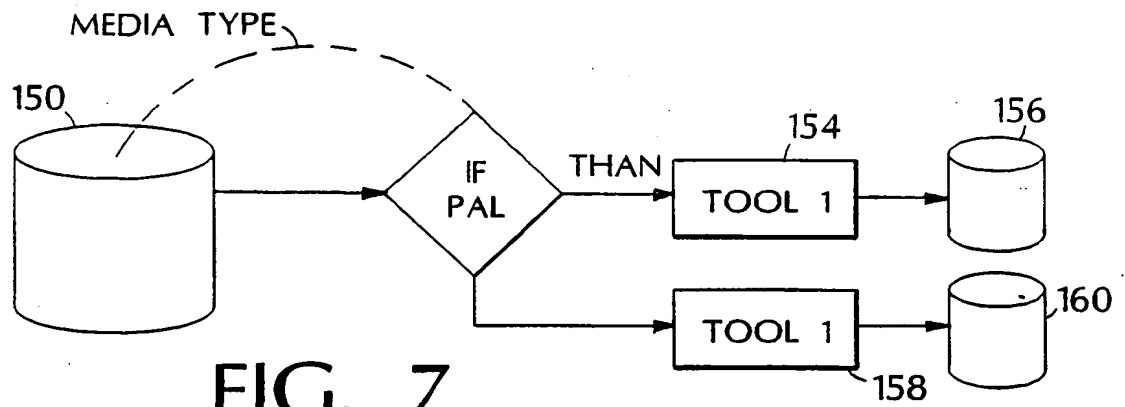 MEDIA TYPE
150
IF
PAL
THAN
154
TOOL 1
156
TOOL 1
158
160
FIG. 7